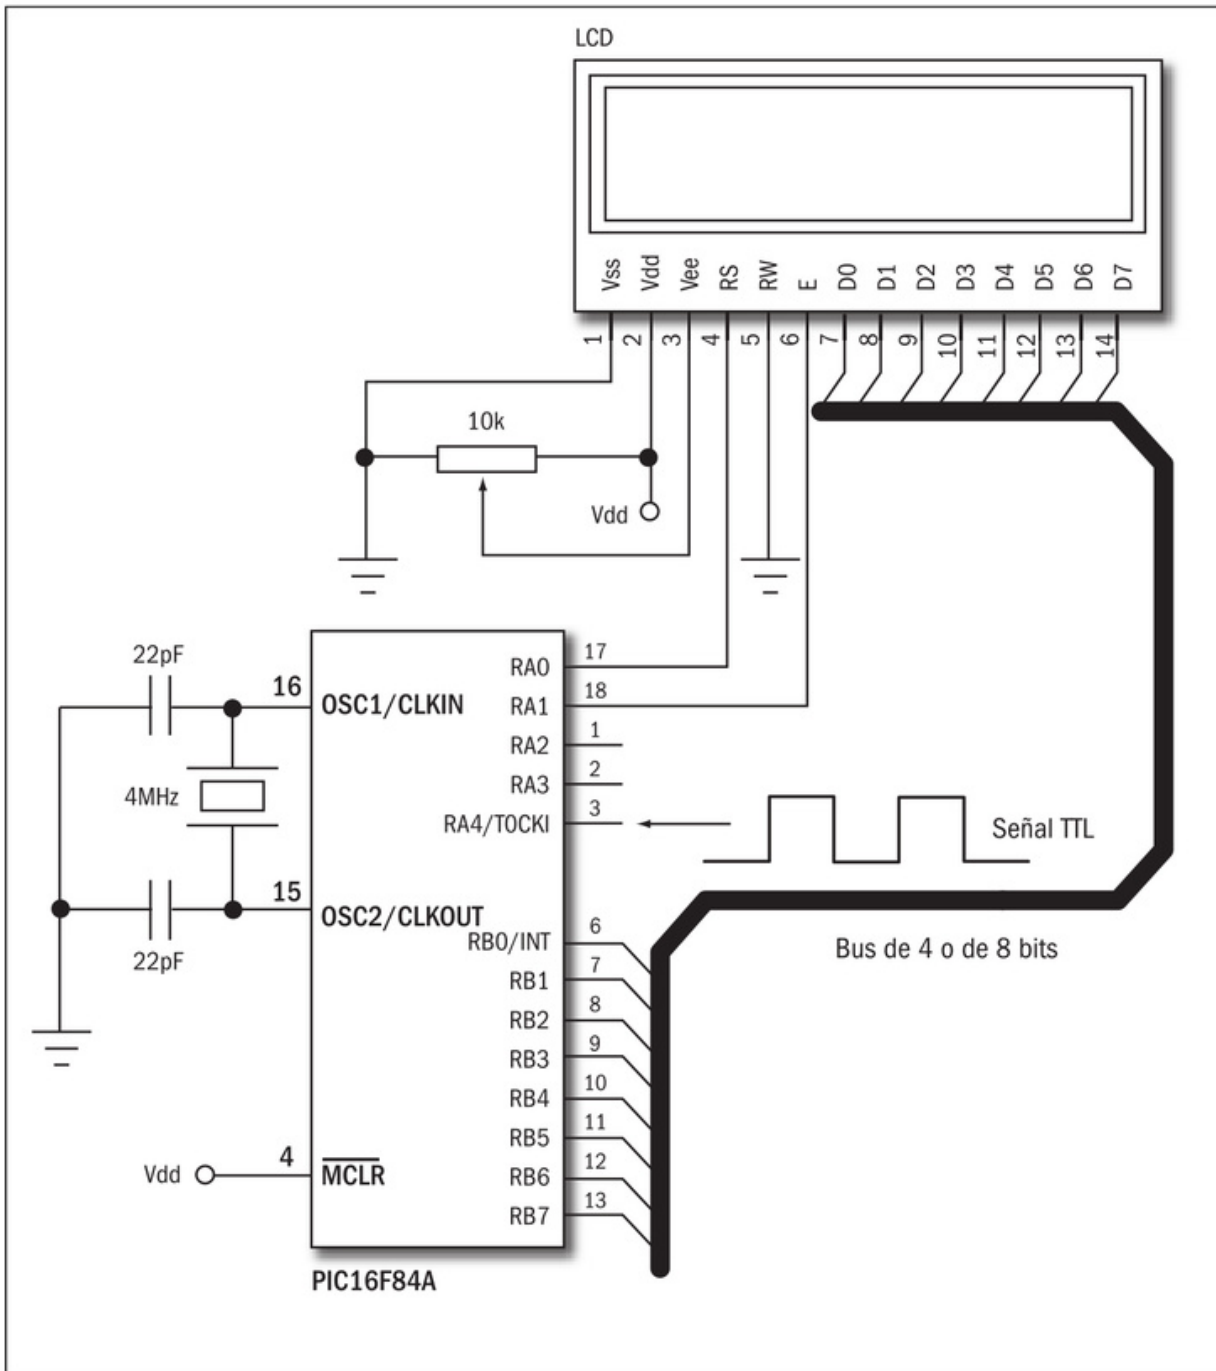 LCD
Vss Vdd Vee RS RW E D0 D1 D2 D3 D4 D5 D6 D7
1 2 3 4 5 6 7 8 9 10 11 12 13 14
10k
Vdd
22pF
16
OSC1/CLKIN
4MHz
15
OSC2/CLKOUT
22pF
Vdd
4
MCLR
RA0 17
RA1 18
RA2 1
RA3 2
RA4/T0CKI 3
RB0/INT 6
RB1 7
RB2 8
RB3 9
RB4 10
RB5 11
RB6 12
RB7 13
Señal TTL
Bus de 4 o de 8 bits
PIC16F84A